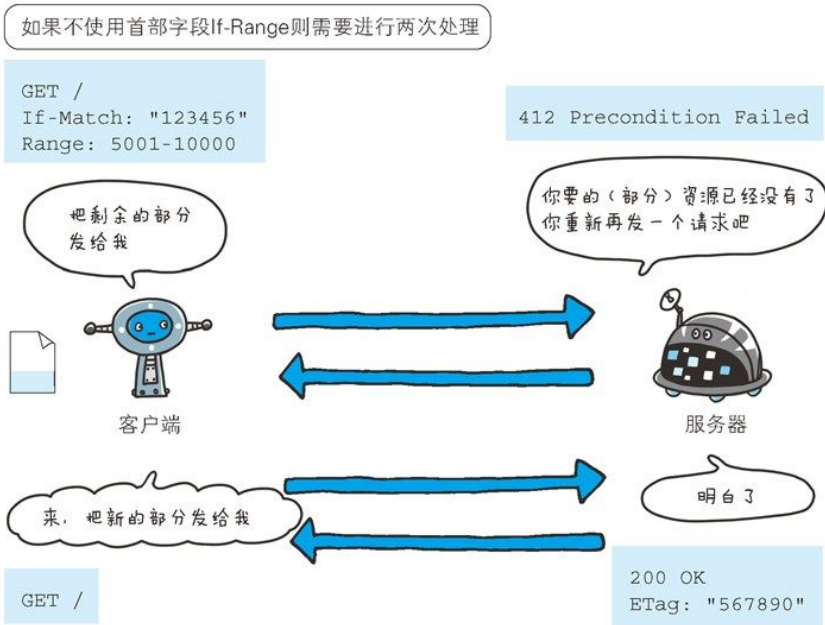 如果不使用首部字段If-Range则需要进行两次处理
GET /
If-Match: "123456"
Range: 5001-10000
412 Precondition Failed
把剩余的部分
发给我
你要的（部分）资源已经没有了
你重新再发一个请求吧
客户端
服务器
来，把新的部分发给我
明白了
GET /
200 OK
ETag: "567890"